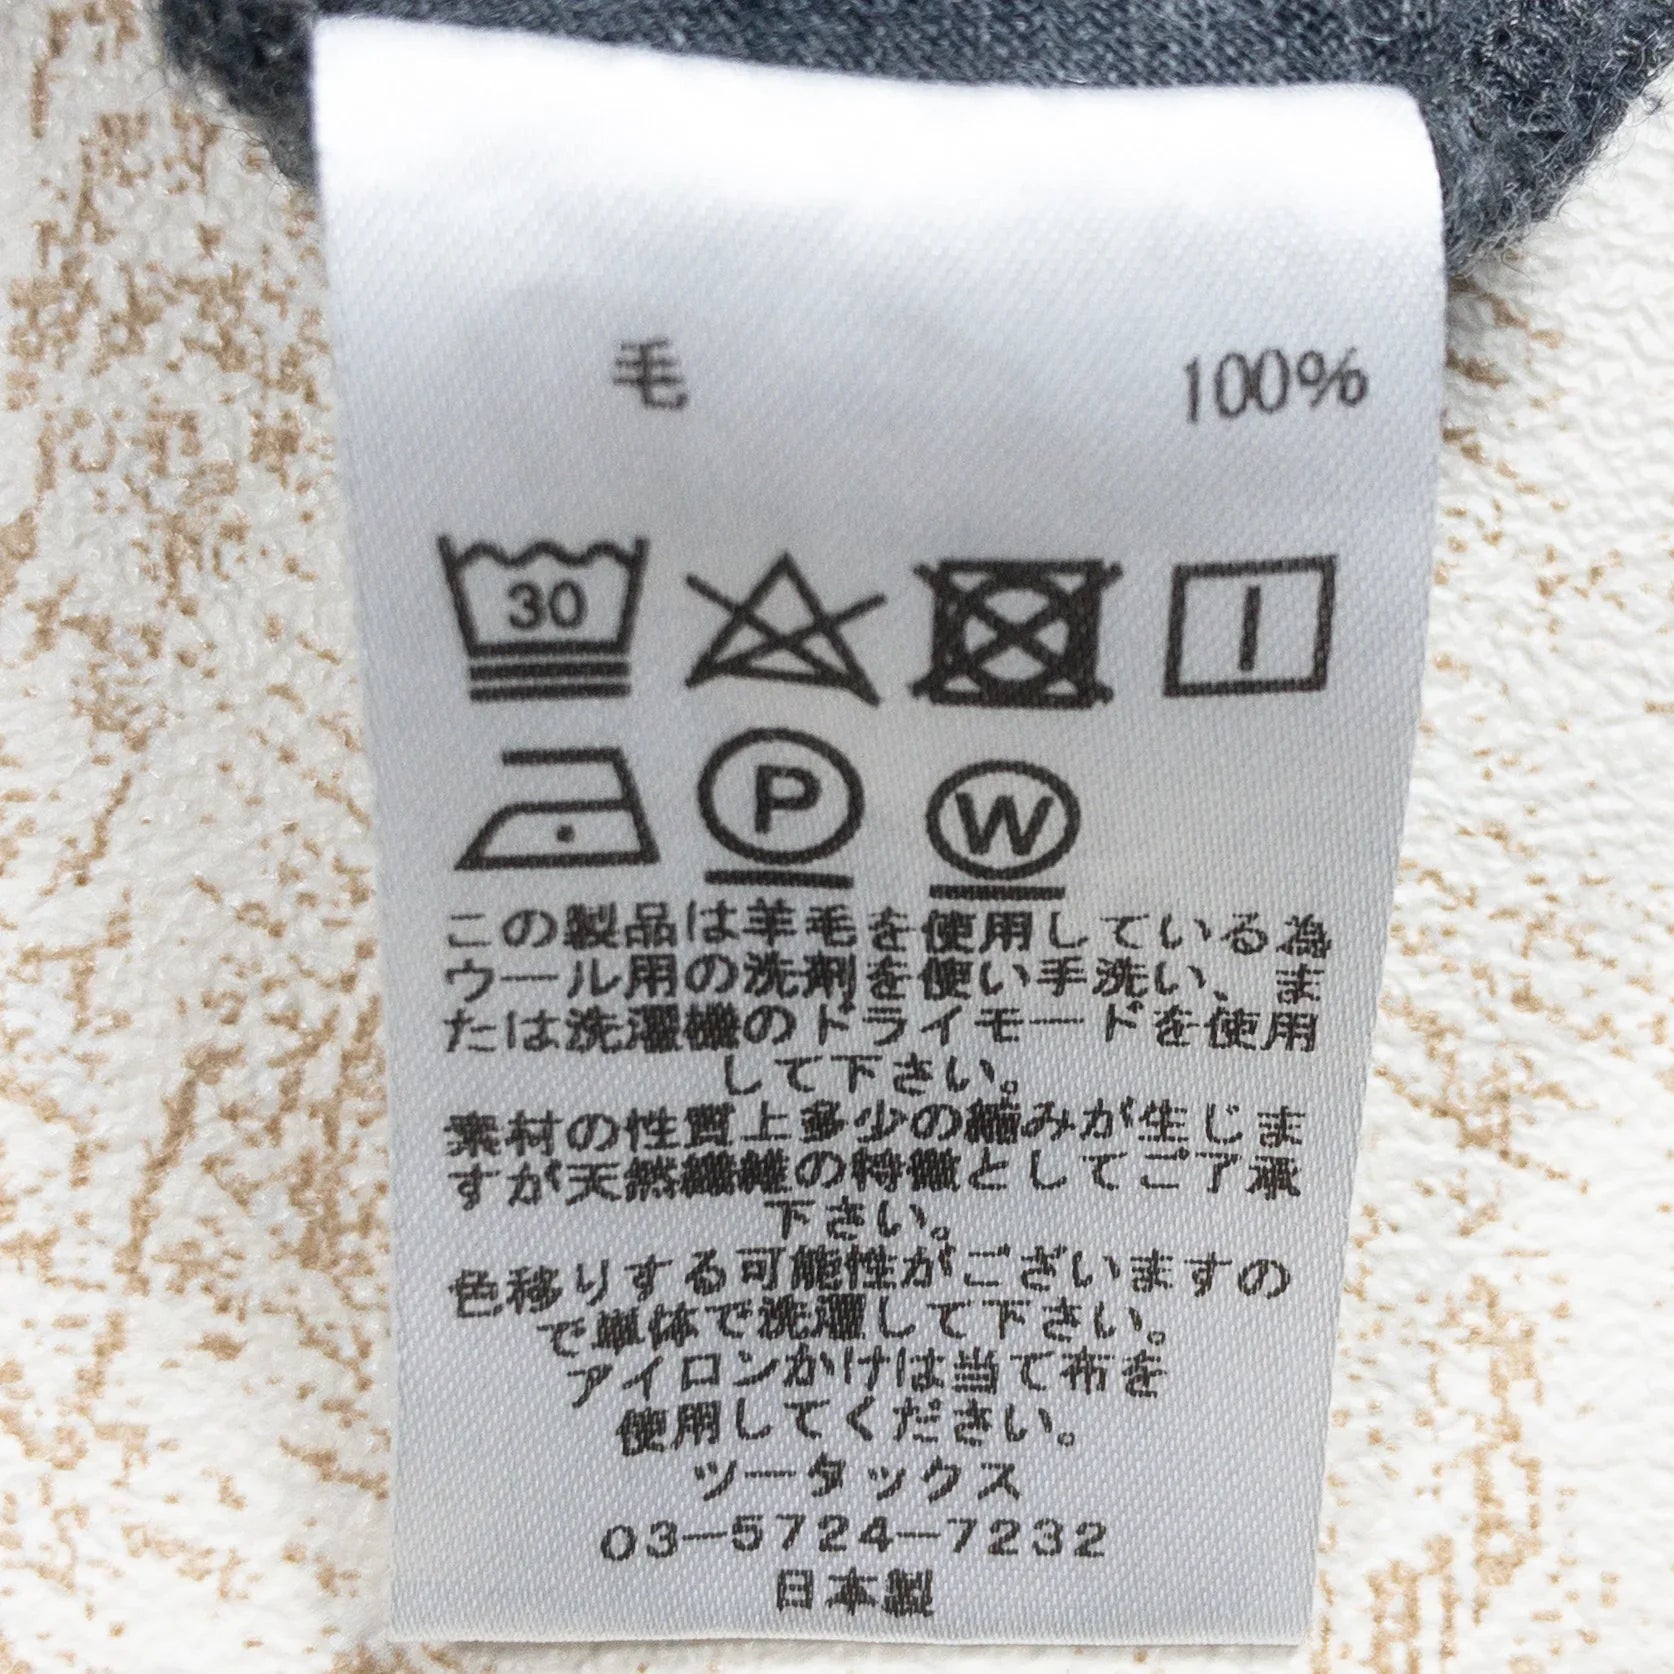 毛 100%
30
P W
この製品は羊毛を使用している為
ウール用の洗剤を使い手洗い、ま
たは洗濯機のドライモードを使用
して下さい。
素材の性質上多少の縮みが生じま
すが天然繊維の特徴としてご了承
下さい。
色移りする可能性がございますの
で単体で洗濯して下さい。
アイロンかけは当て布を
使用してください。
ツータックス
03-5724-7232
日本製